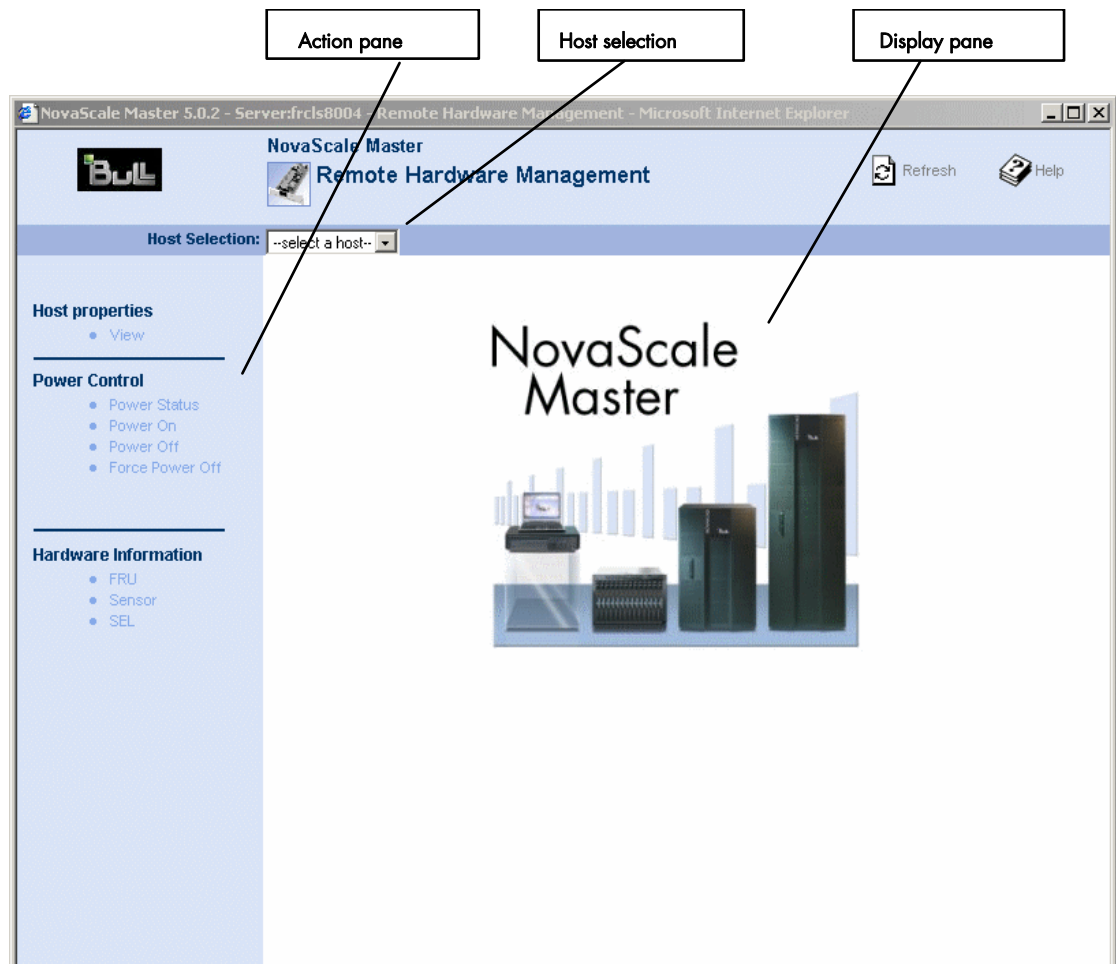 Action pane
Host selection
Display pane
NovaScale Master 5.0.2 - Server:frcls8004 - Remote Hardware Management - Microsoft Internet Explorer
Bull
NovaScale Master
Remote Hardware Management
Refresh
Help
Host Selection:
--select a host--
Host properties
View
Power Control
Power Status
Power On
Power Off
Force Power Off
Hardware Information
FRU
Sensor
SEL
NovaScale
Master